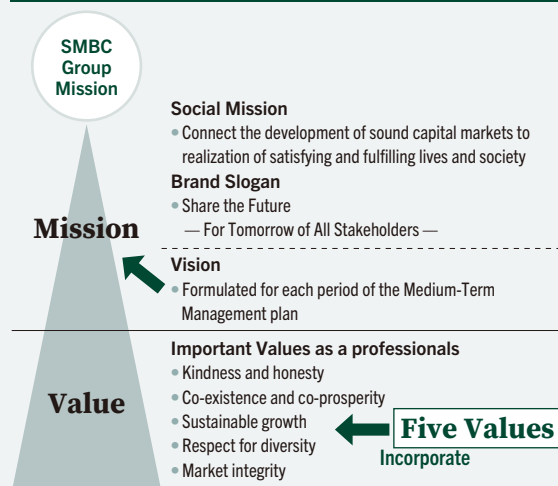 SMBC
Group
Mission
Social Mission
• Connect the development of sound capital markets to
realization of satisfying and fulfilling lives and society
Brand Slogan
• Share the Future
— For Tomorrow of All Stakeholders —
Mission
Vision
• Formulated for each period of the Medium-Term
Management plan
Important Values as a professionals
• Kindness and honesty
• Co-existence and co-prosperity
Value
• Sustainable growth
Five Values
• Respect for diversity
Incorporate
• Market integrity